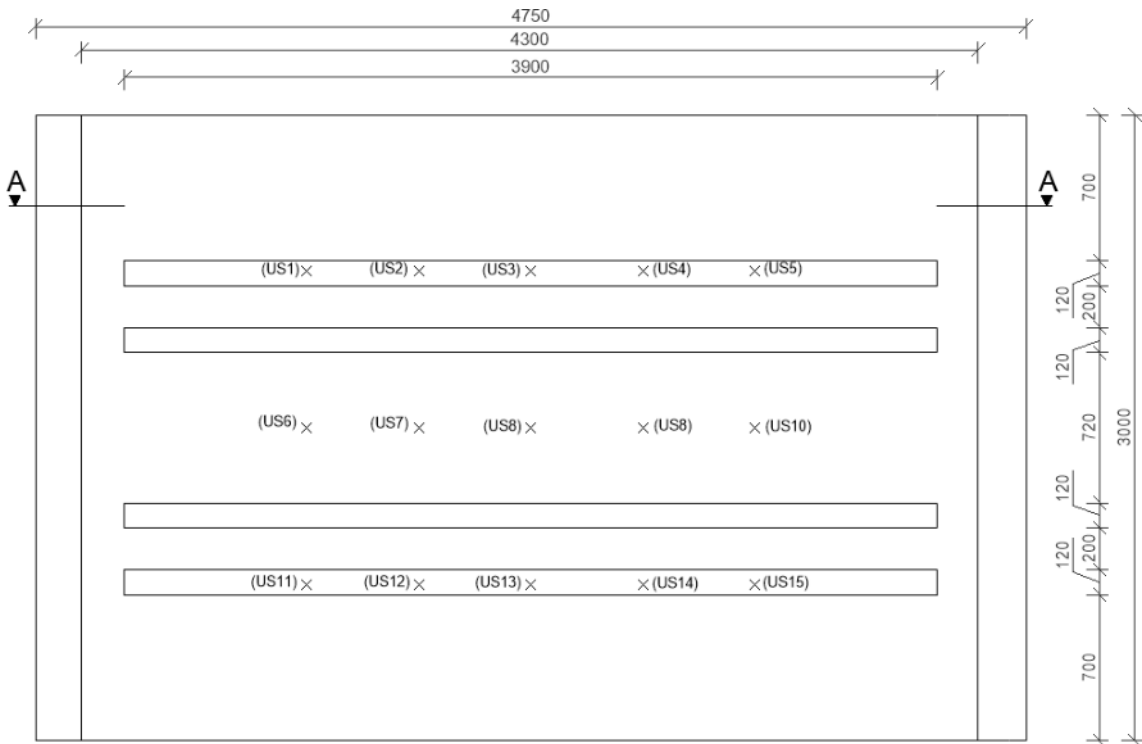 4750
4300
3900
A
A
700
(US1)
(US2)
(US3)
(US4)
(US5)
120
200
120
(US6)
(US7)
(US8)
(US8)
(US10)
720
3000
120
120
200
(US11)
(US12)
(US13)
(US14)
(US15)
700